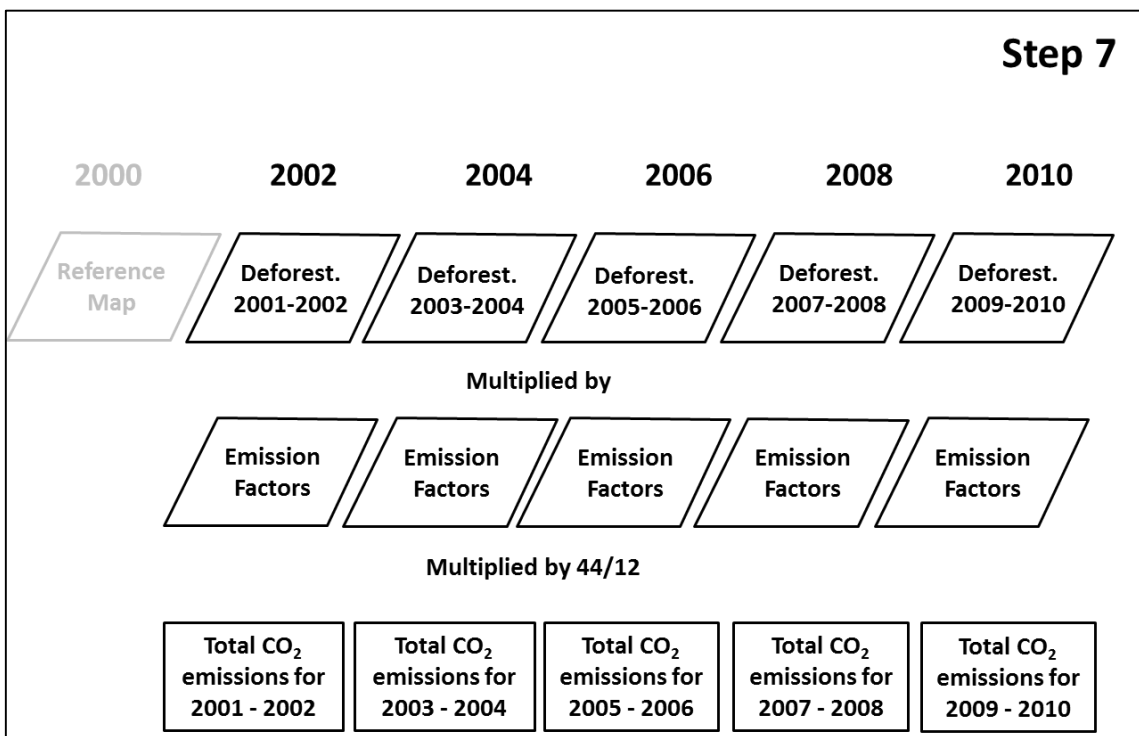 Step 7
2000 2002 2004 2006 2008 2010
Reference
Map
Deforest.
2001-2002
Deforest.
2003-2004
Deforest.
2005-2006
Deforest.
2007-2008
Deforest.
2009-2010
Multiplied by
Emission
Factors
Emission
Factors
Emission
Factors
Emission
Factors
Emission
Factors
Multiplied by 44/12
Total CO₂
emissions for
2001 - 2002
Total CO₂
emissions for
2003 - 2004
Total CO₂
emissions for
2005 - 2006
Total CO₂
emissions for
2007 - 2008
Total CO₂
emissions for
2009 - 2010